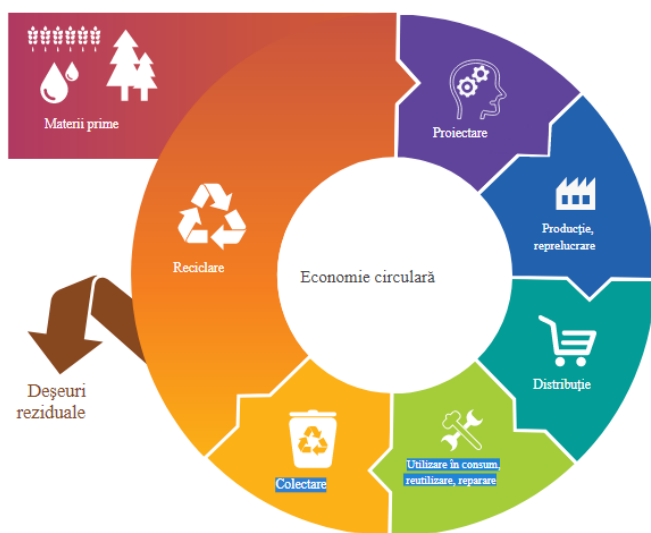 Materii prime
Proiectare
Producție,
reprelucrare
Distribuție
Utilizare în consum,
reutilizare, reparare
Colectare
Reciclare
Deșeuri
reziduale
Economie circulară